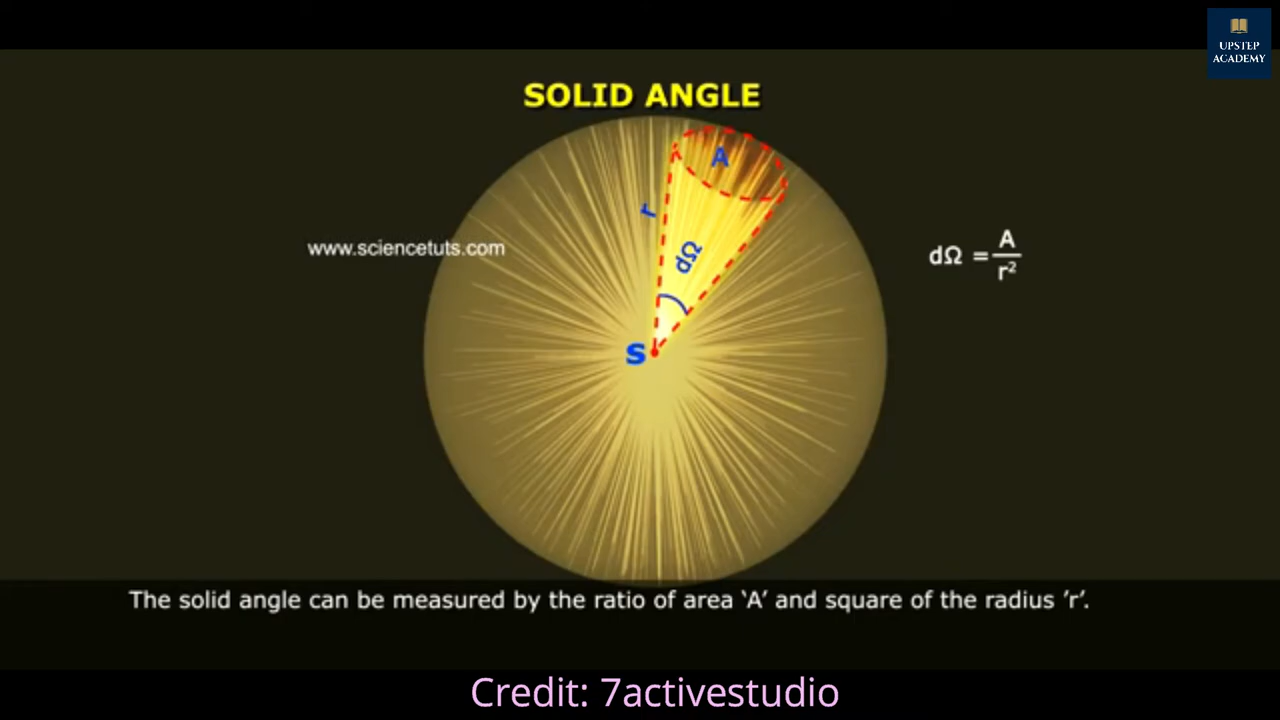 UPSTEP
ACADEMY
SOLID ANGLE
A
r
www.sciencetuts.com
dΩ
dΩ = A
r²
S
The solid angle can be measured by the ratio of area ‘A’ and square of the radius ’r’.
Credit: 7activestudio